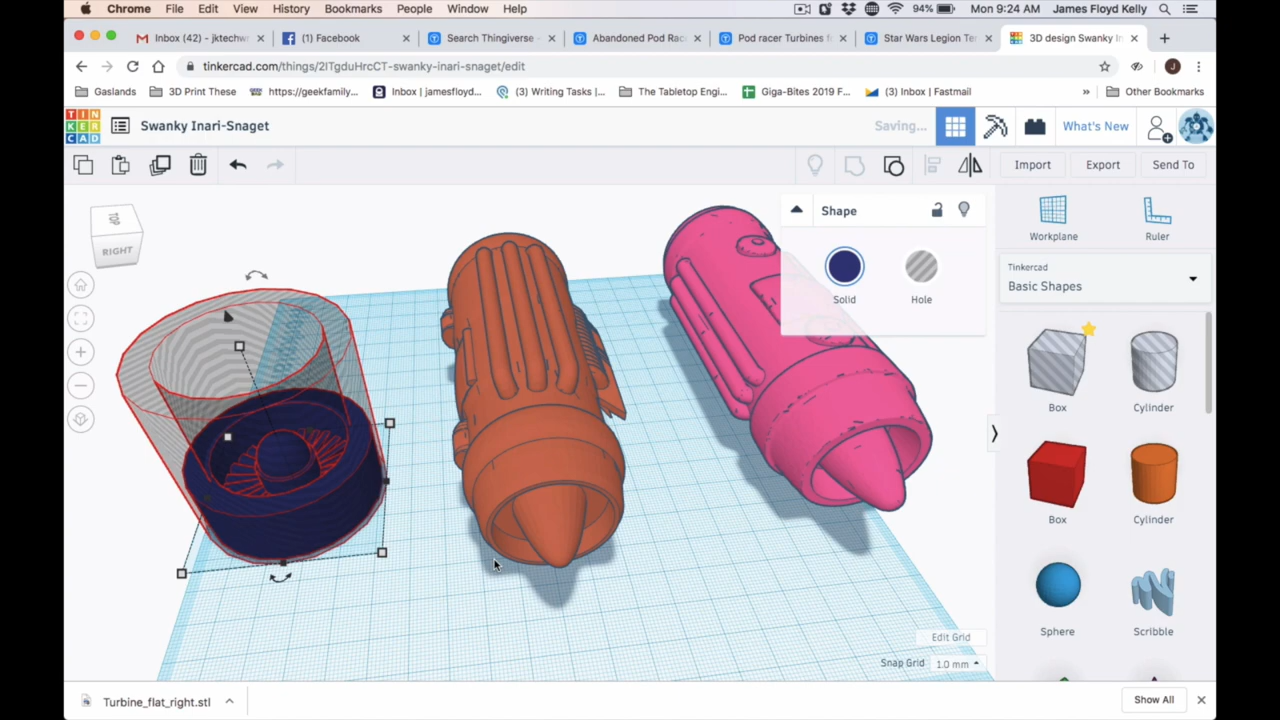 Chrome File Edit View History Bookmarks People Window Help 94% Mon 9:24 AM James Floyd Kelly
Inbox (42) - jktechwr (1) Facebook Search Thingiverse - Abandoned Pod Rac Pod racer Turbines f Star Wars Legion Ter 3D design Swanky In
tinkercad.com/things/2ITgduHrcCT-swanky-inari-snaget/edit
Gaslands 3D Print These https://geekfamily... Inbox | jamesfloyd... (3) Writing Tasks |... The Tabletop Engi... Giga-Bites 2019 F... (3) Inbox | Fastmail » Other Bookmarks
TIN
KER
CAD
Swanky Inari-Snaget
Saving...
What's New
Import Export Send To
TOP
RIGHT
Shape
Solid Hole
Workplane Ruler
Tinkercad
Basic Shapes
Box Cylinder
Box Cylinder
Sphere Scribble
Edit Grid
Snap Grid 1.0 mm
Turbine_flat_right.stl
Show All